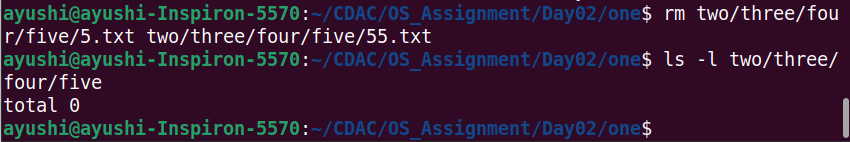 ayushi@ayushi-Inspiron-5570:~/CDAC/OS_Assignment/Day02/one$ rm two/three/fou
r/five/5.txt two/three/four/five/55.txt
ayushi@ayushi-Inspiron-5570:~/CDAC/OS_Assignment/Day02/one$ ls -l two/three/
four/five
total 0
ayushi@ayushi-Inspiron-5570:~/CDAC/OS_Assignment/Day02/one$